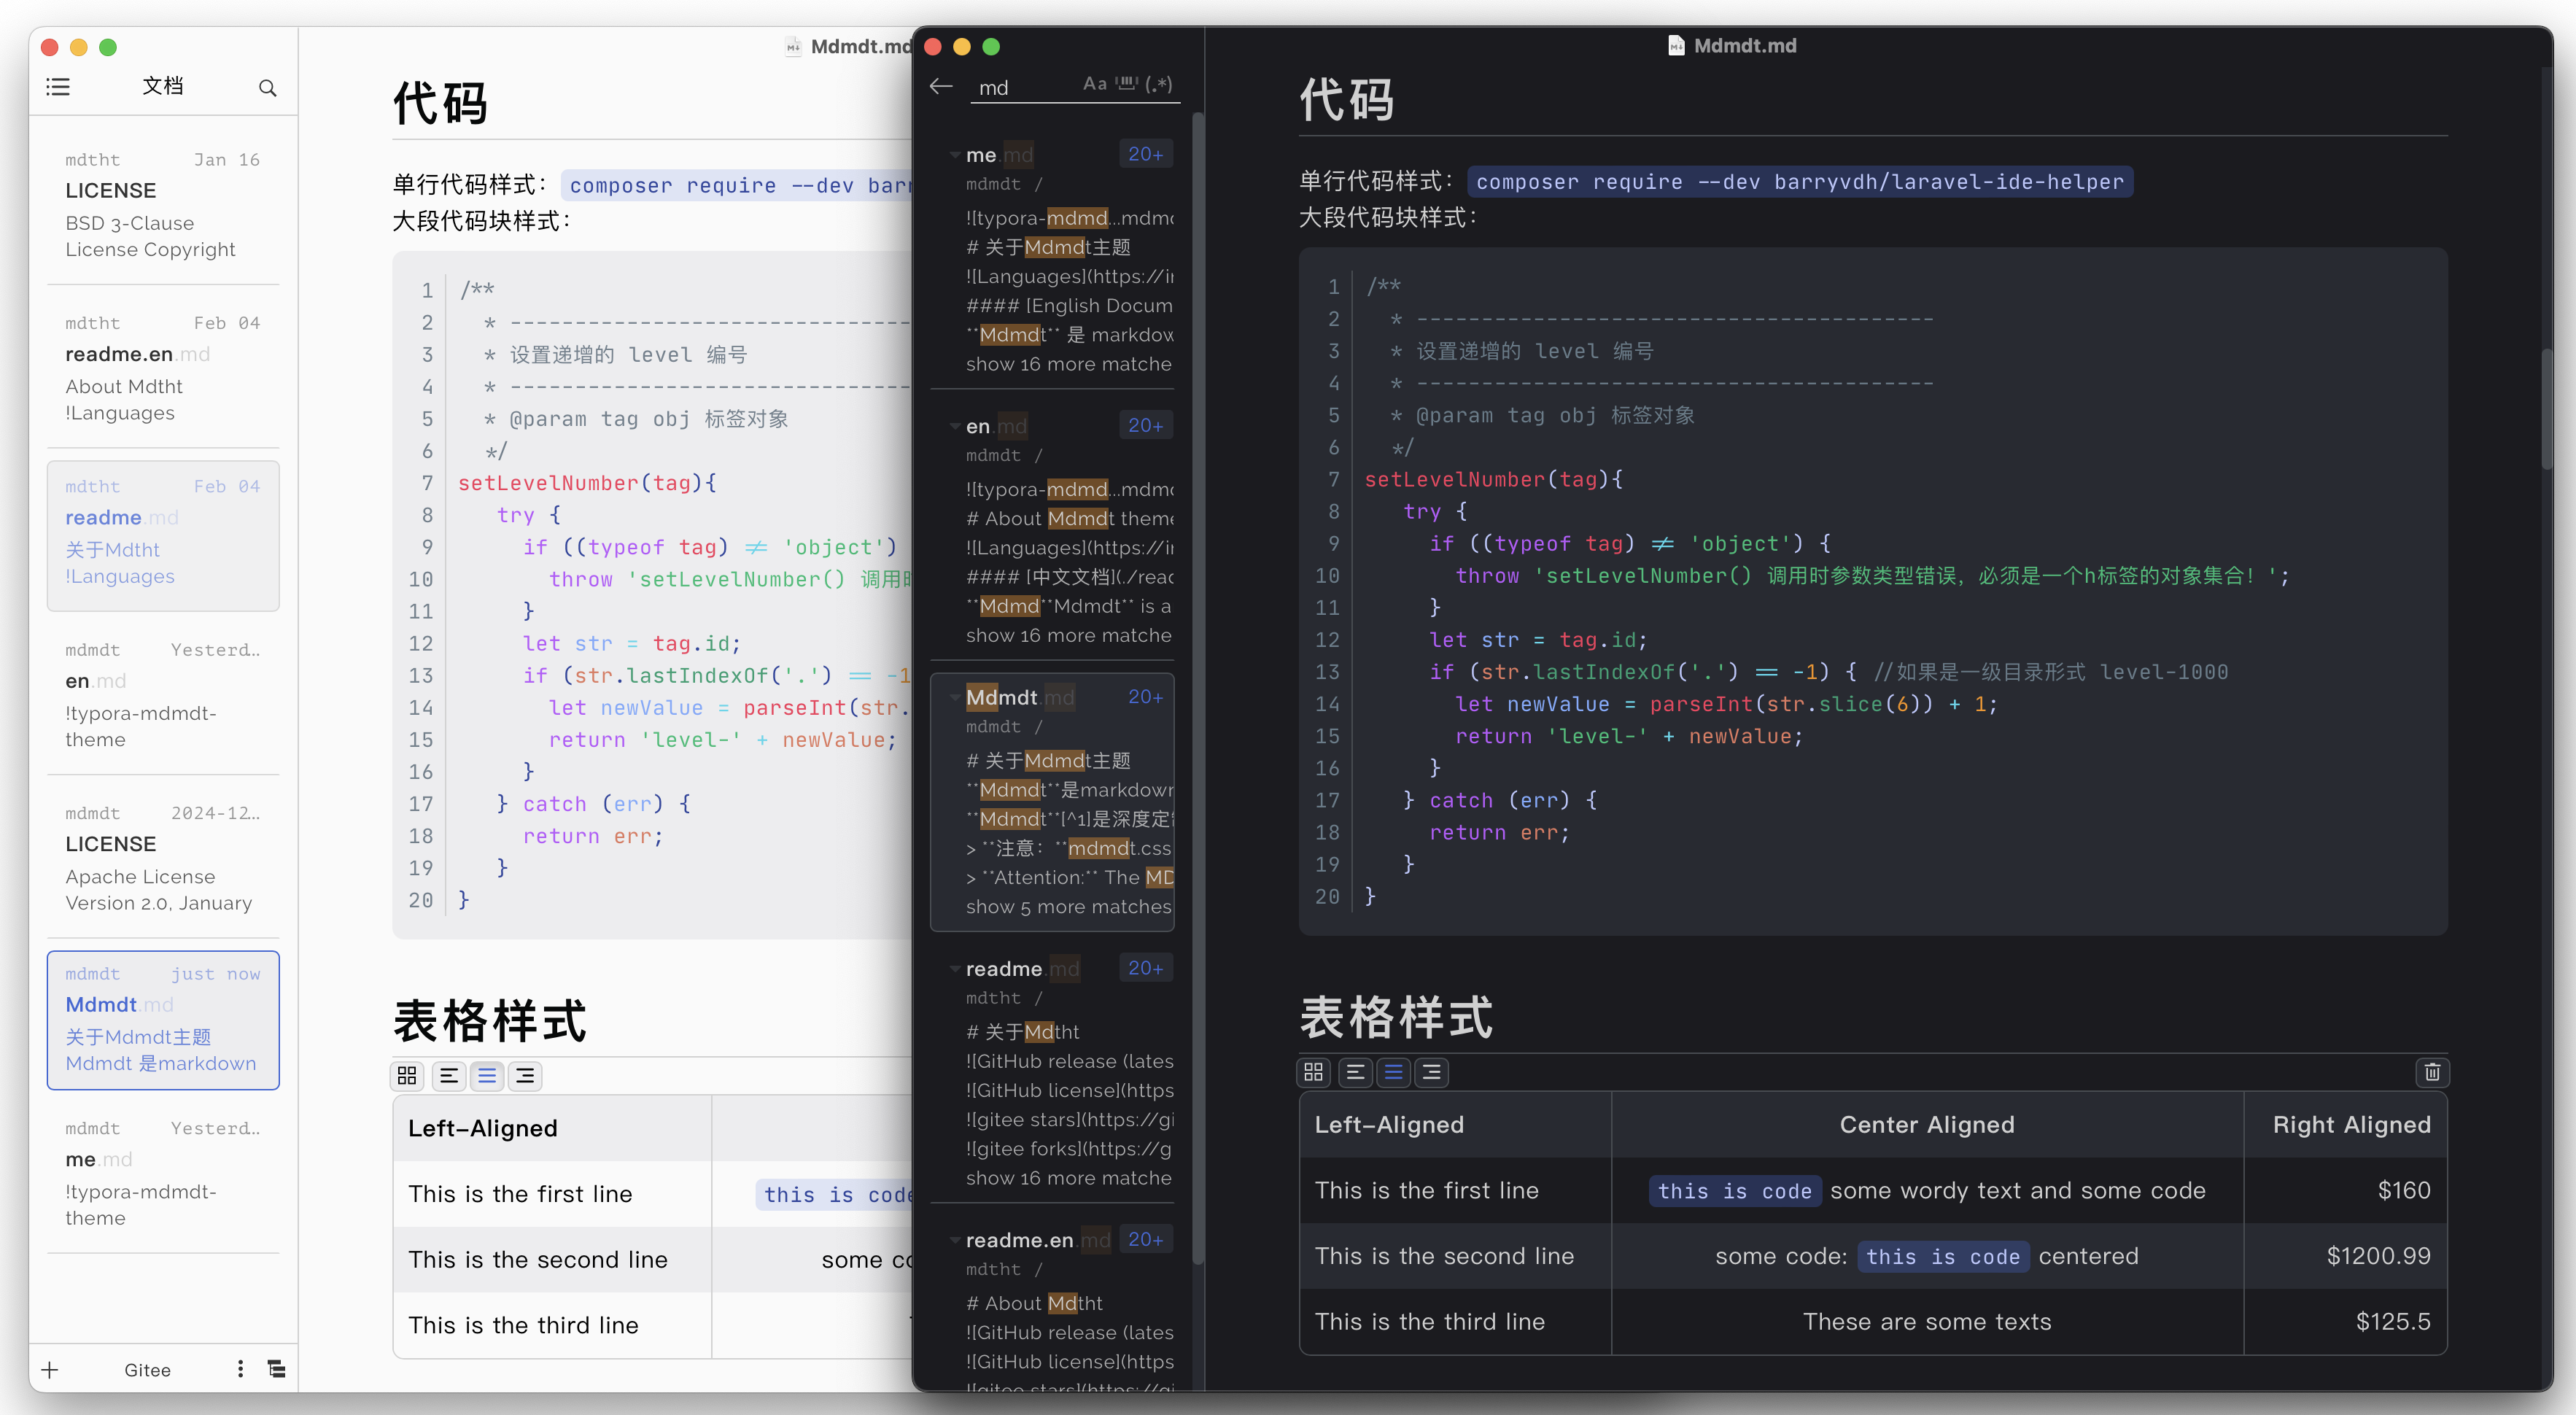 Mdmdt.md
文档
mdtht Jan 16
LICENSE
BSD 3-Clause
License Copyright
mdtht Feb 04
readme.en.md
About Mdtht
!Languages
mdtht Feb 04
readme.md
关于Mdtht
!Languages
mdmdt Yesterd...
en.md
!typora-mdmdt-
theme
mdmdt 2024-12...
LICENSE
Apache License
Version 2.0, January
mdmdt just now
Mdmdt.md
关于Mdmdt主题
Mdmdt 是markdown
mdmdt Yesterd...
me.md
!typora-mdmdt-
theme
Gitee
代码
单行代码样式： composer require --dev barr
大段代码块样式：
1 /**
2 * -------------------------------
3 * 设置递增的 level 编号
4 * -------------------------------
5 * @param tag obj 标签对象
6 */
7 setLevelNumber(tag){
8 try {
9 if ((typeof tag) ≠ 'object')
10 throw 'setLevelNumber() 调用
11 }
12 let str = tag.id;
13 if (str.lastIndexOf('.') == -1
14 let newValue = parseInt(str.
15 return 'level-' + newValue;
16 }
17 } catch (err) {
18 return err;
19 }
20 }
表格样式
Left-Aligned
This is the first line this is code
This is the second line some co
This is the third line
Mdmdt.md
md Aa (.*)
me.md 20+
mdmdt /
![typora-mdmd...mdmd
# 关于Mdmdt主题
![Languages](https://i
#### [English Docum
**Mdmdt** 是 markdow
show 16 more matche
en.md 20+
mdmdt /
![typora-mdmd...mdmd
# About Mdmdt theme
![Languages](https://i
#### [中文文档](./read
**Mdmd**Mdmdt** is a
show 16 more matche
Mdmdt.md 20+
mdmdt /
# 关于Mdmdt主题
**Mdmdt**是markdown
**Mdmdt**[^1]是深度定
> **注意：**mdmdt.css
> **Attention:** The MD
show 5 more matches
readme.md 20+
mdtht /
# 关于Mdtht
![GitHub release (lates
![GitHub license](https
![gitee stars](https://gi
![gitee forks](https://g
show 16 more matche
readme.en.md 20+
mdtht /
# About Mdtht
![GitHub release (lates
![GitHub license](https
![gitee stars](https://gi
代码
单行代码样式： composer require --dev barryvdh/laravel-ide-helper
大段代码块样式：
1 /**
2 * ----------------------------------------
3 * 设置递增的 level 编号
4 * ----------------------------------------
5 * @param tag obj 标签对象
6 */
7 setLevelNumber(tag){
8 try {
9 if ((typeof tag) ≠ 'object') {
10 throw 'setLevelNumber() 调用时参数类型错误，必须是一个h标签的对象集合！';
11 }
12 let str = tag.id;
13 if (str.lastIndexOf('.') == -1) { //如果是一级目录形式 level-1000
14 let newValue = parseInt(str.slice(6)) + 1;
15 return 'level-' + newValue;
16 }
17 } catch (err) {
18 return err;
19 }
20 }
表格样式
Left-Aligned Center Aligned Right Aligned
This is the first line this is code some wordy text and some code $160
This is the second line some code: this is code centered $1200.99
This is the third line These are some texts $125.5